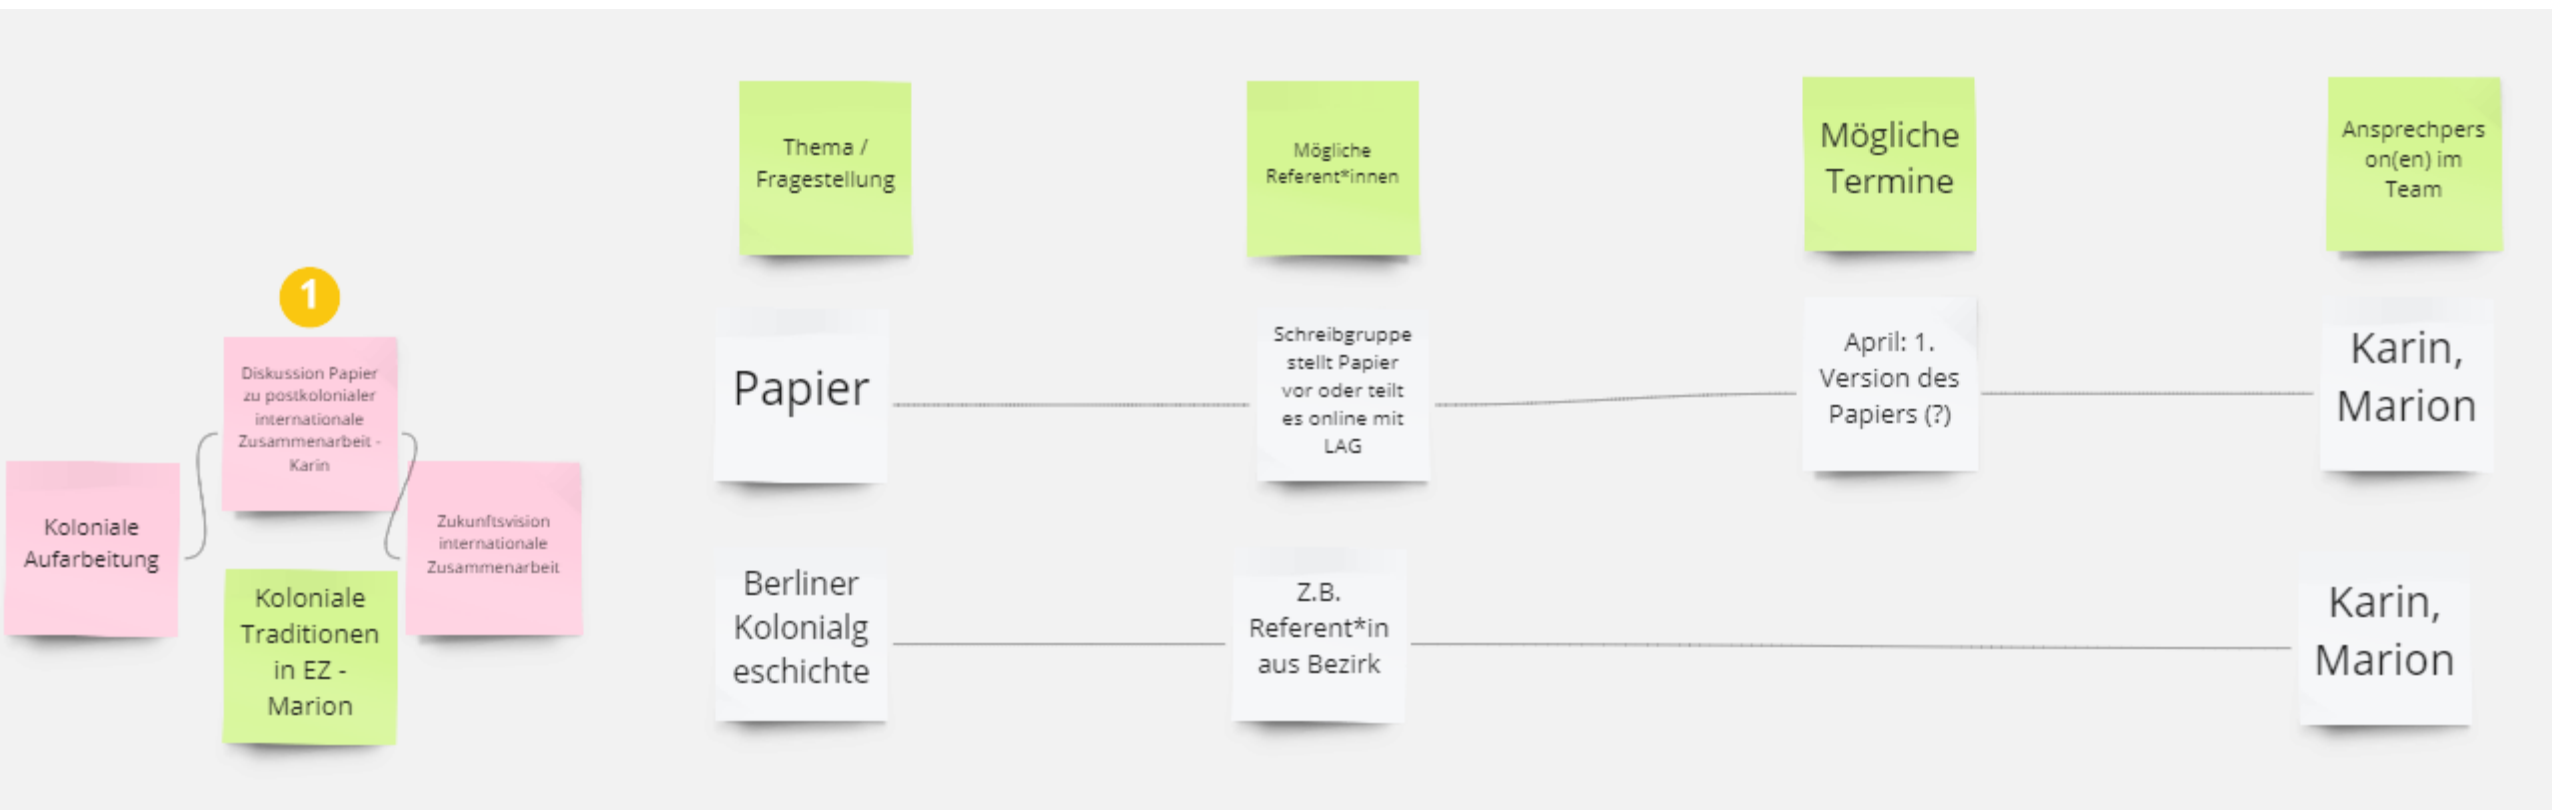 Thema /
Fragestellung
Mögliche
Referent*innen
Mögliche
Termine
Ansprechpers
on(en) im
Team
1
Diskussion Papier
zu postkolonialer
internationale
Zusammenarbeit -
Karin
Koloniale
Aufarbeitung
Zukunftsvision
internationale
Zusammenarbeit
Koloniale
Traditionen
in EZ -
Marion
Papier
Schreibgruppe
stellt Papier
vor oder teilt
es online mit
LAG
April: 1.
Version des
Papiers (?)
Karin,
Marion
Berliner
Kolonialg
eschichte
Z.B.
Referent*in
aus Bezirk
Karin,
Marion